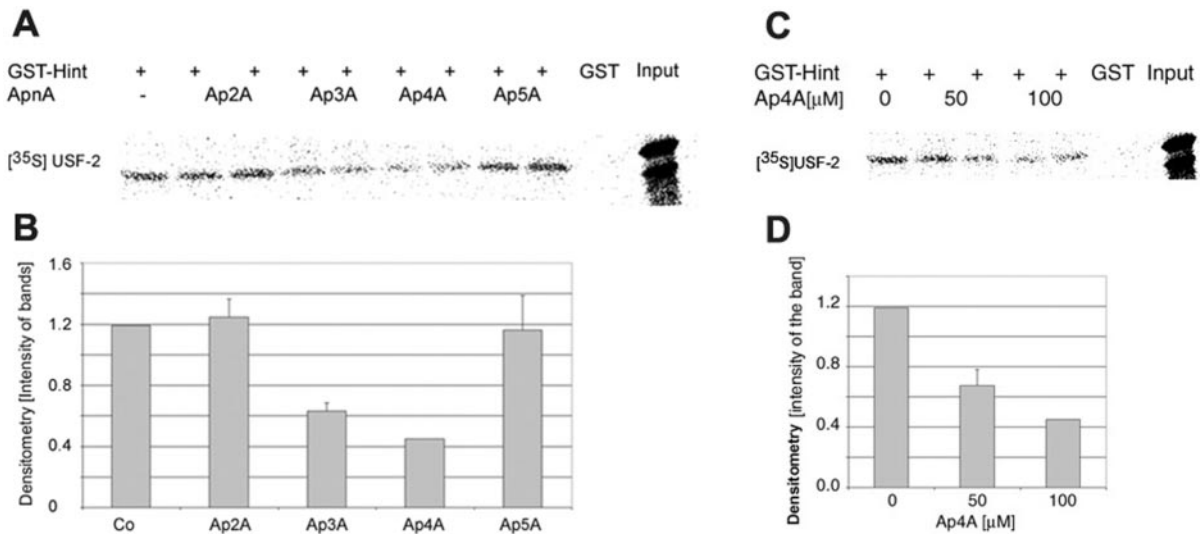 A
GST-Hint + + + + + + + + + GST Input
ApnA - Ap2A Ap3A Ap4A Ap5A
[35S] USF-2
B
Densitometry [Intensity of bands]
1.6
1.2
0.8
0.4
0
Co Ap2A Ap3A Ap4A Ap5A
C
GST-Hint + + + + + GST Input
Ap4A[µM] 0 50 100
[35S]USF-2
D
Densitometry [intensity of the band]
1.2
0.8
0.4
0.0
0 50 100
Ap4A [µM]